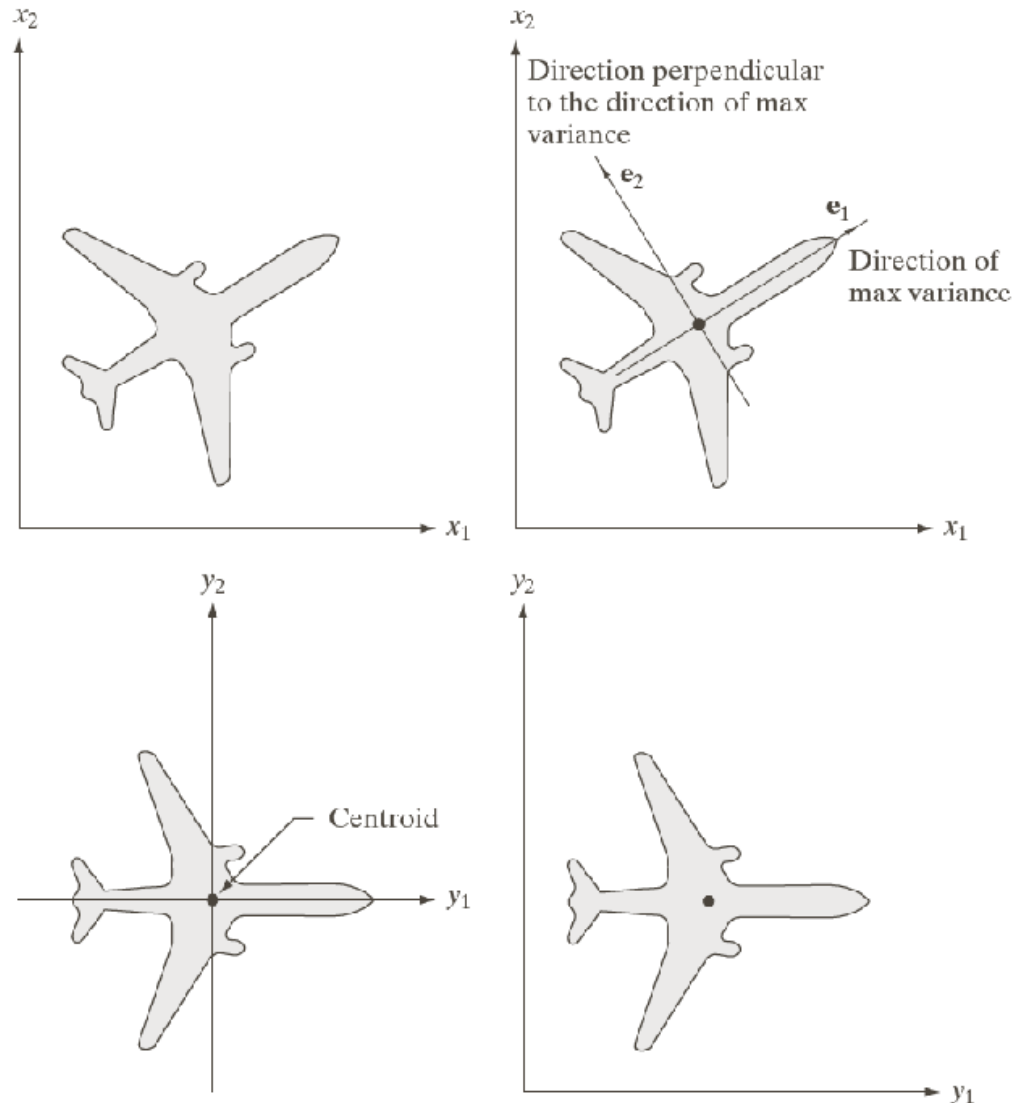 x2
x1
x2
Direction perpendicular
to the direction of max
variance
e2
e1
Direction of
max variance
x1
y2
Centroid
y1
y2
y1